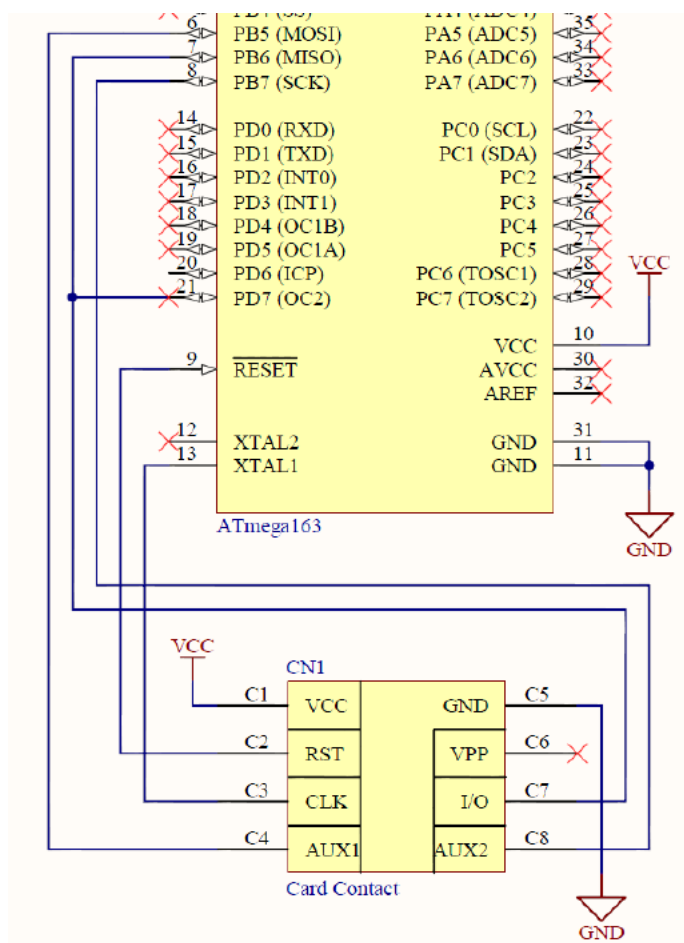 PB4 (SS) PA4 (ADC4)
6 PB5 (MOSI) PA5 (ADC5) 35
7 PB6 (MISO) PA6 (ADC6) 34
8 PB7 (SCK) PA7 (ADC7) 33
14 PD0 (RXD) PC0 (SCL) 22
15 PD1 (TXD) PC1 (SDA) 23
16 PD2 (INT0) PC2 24
17 PD3 (INT1) PC3 25
18 PD4 (OC1B) PC4 26
19 PD5 (OC1A) PC5 27
20 PD6 (ICP) PC6 (TOSC1) 28
21 PD7 (OC2) PC7 (TOSC2) 29
VCC
VCC 10
9 RESET AVCC 30
AREF 32
12 XTAL2 GND 31
13 XTAL1 GND 11
ATmega163
GND
VCC
CN1
C1 VCC GND C5
C2 RST VPP C6
C3 CLK I/O C7
C4 AUX1 AUX2 C8
Card Contact
GND